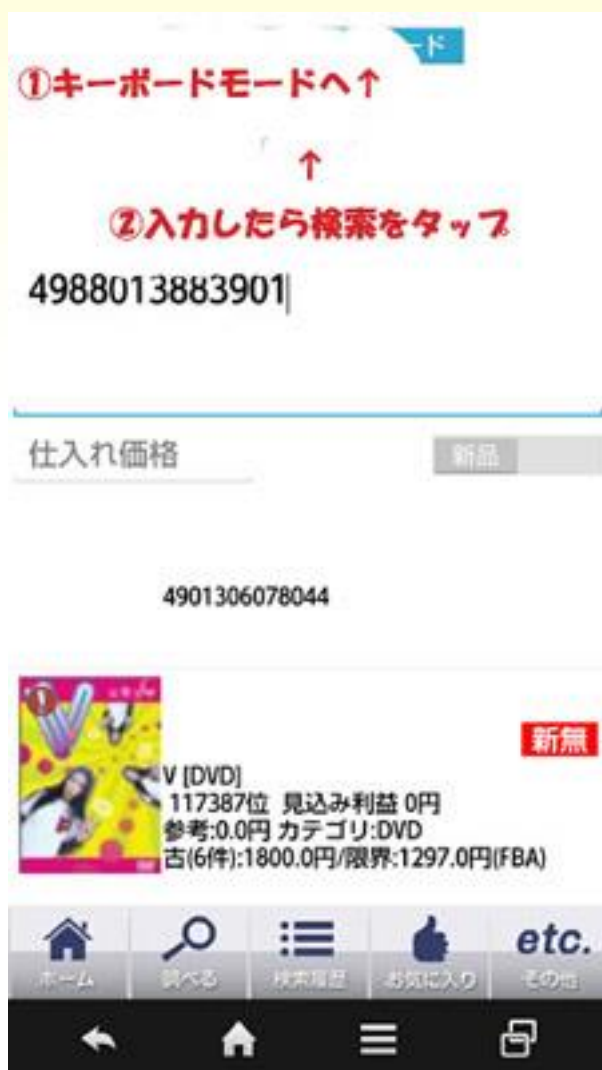 ード
①キーボードモードへ↑
↑
②入力したら検索をタップ
4988013883901
仕入れ価格
新品
4901306078044
新無
V [DVD]
117387位 見込み利益 0円
参考:0.0円 カテゴリ:DVD
古(6件):1800.0円/限界:1297.0円(FBA)
etc.
ホーム 調べる 検索履歴 お気に入り その他